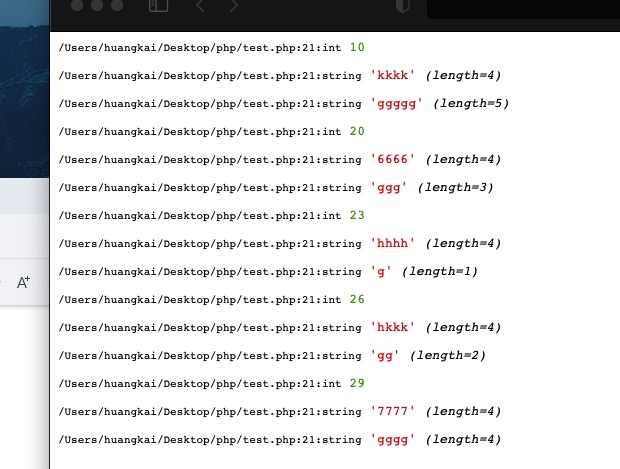 /Users/huangkai/Desktop/php/test.php:21:int 10
/Users/huangkai/Desktop/php/test.php:21:string 'kkkk' (length=4)
/Users/huangkai/Desktop/php/test.php:21:string 'ggggg' (length=5)
/Users/huangkai/Desktop/php/test.php:21:int 20
/Users/huangkai/Desktop/php/test.php:21:string '6666' (length=4)
/Users/huangkai/Desktop/php/test.php:21:string 'ggg' (length=3)
/Users/huangkai/Desktop/php/test.php:21:int 23
/Users/huangkai/Desktop/php/test.php:21:string 'hhhh' (length=4)
/Users/huangkai/Desktop/php/test.php:21:string 'g' (length=1)
A+
/Users/huangkai/Desktop/php/test.php:21:int 26
/Users/huangkai/Desktop/php/test.php:21:string 'hkkk' (length=4)
/Users/huangkai/Desktop/php/test.php:21:string 'gg' (length=2)
/Users/huangkai/Desktop/php/test.php:21:int 29
/Users/huangkai/Desktop/php/test.php:21:string '7777' (length=4)
/Users/huangkai/Desktop/php/test.php:21:string 'gggg' (length=4)